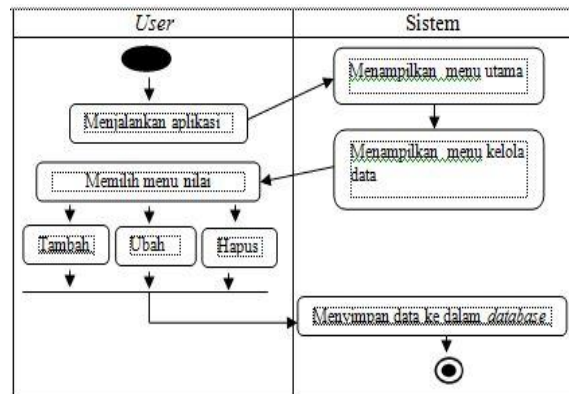 User
Sistem
Menampilkan menu utama
Menjalankan aplikasi
Menampilkan menu kelola
data
Memilih menu nilai
Tambah
Ubah
Hapus
Menyimpan data ke dalam database